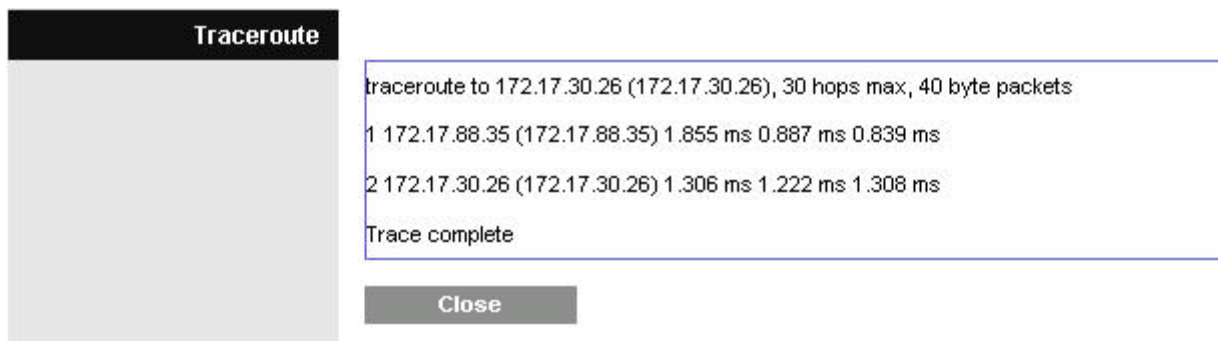 Traceroute
traceroute to 172.17.30.26 (172.17.30.26), 30 hops max, 40 byte packets
1 172.17.88.35 (172.17.88.35) 1.855 ms 0.887 ms 0.839 ms
2 172.17.30.26 (172.17.30.26) 1.306 ms 1.222 ms 1.308 ms
Trace complete
Close